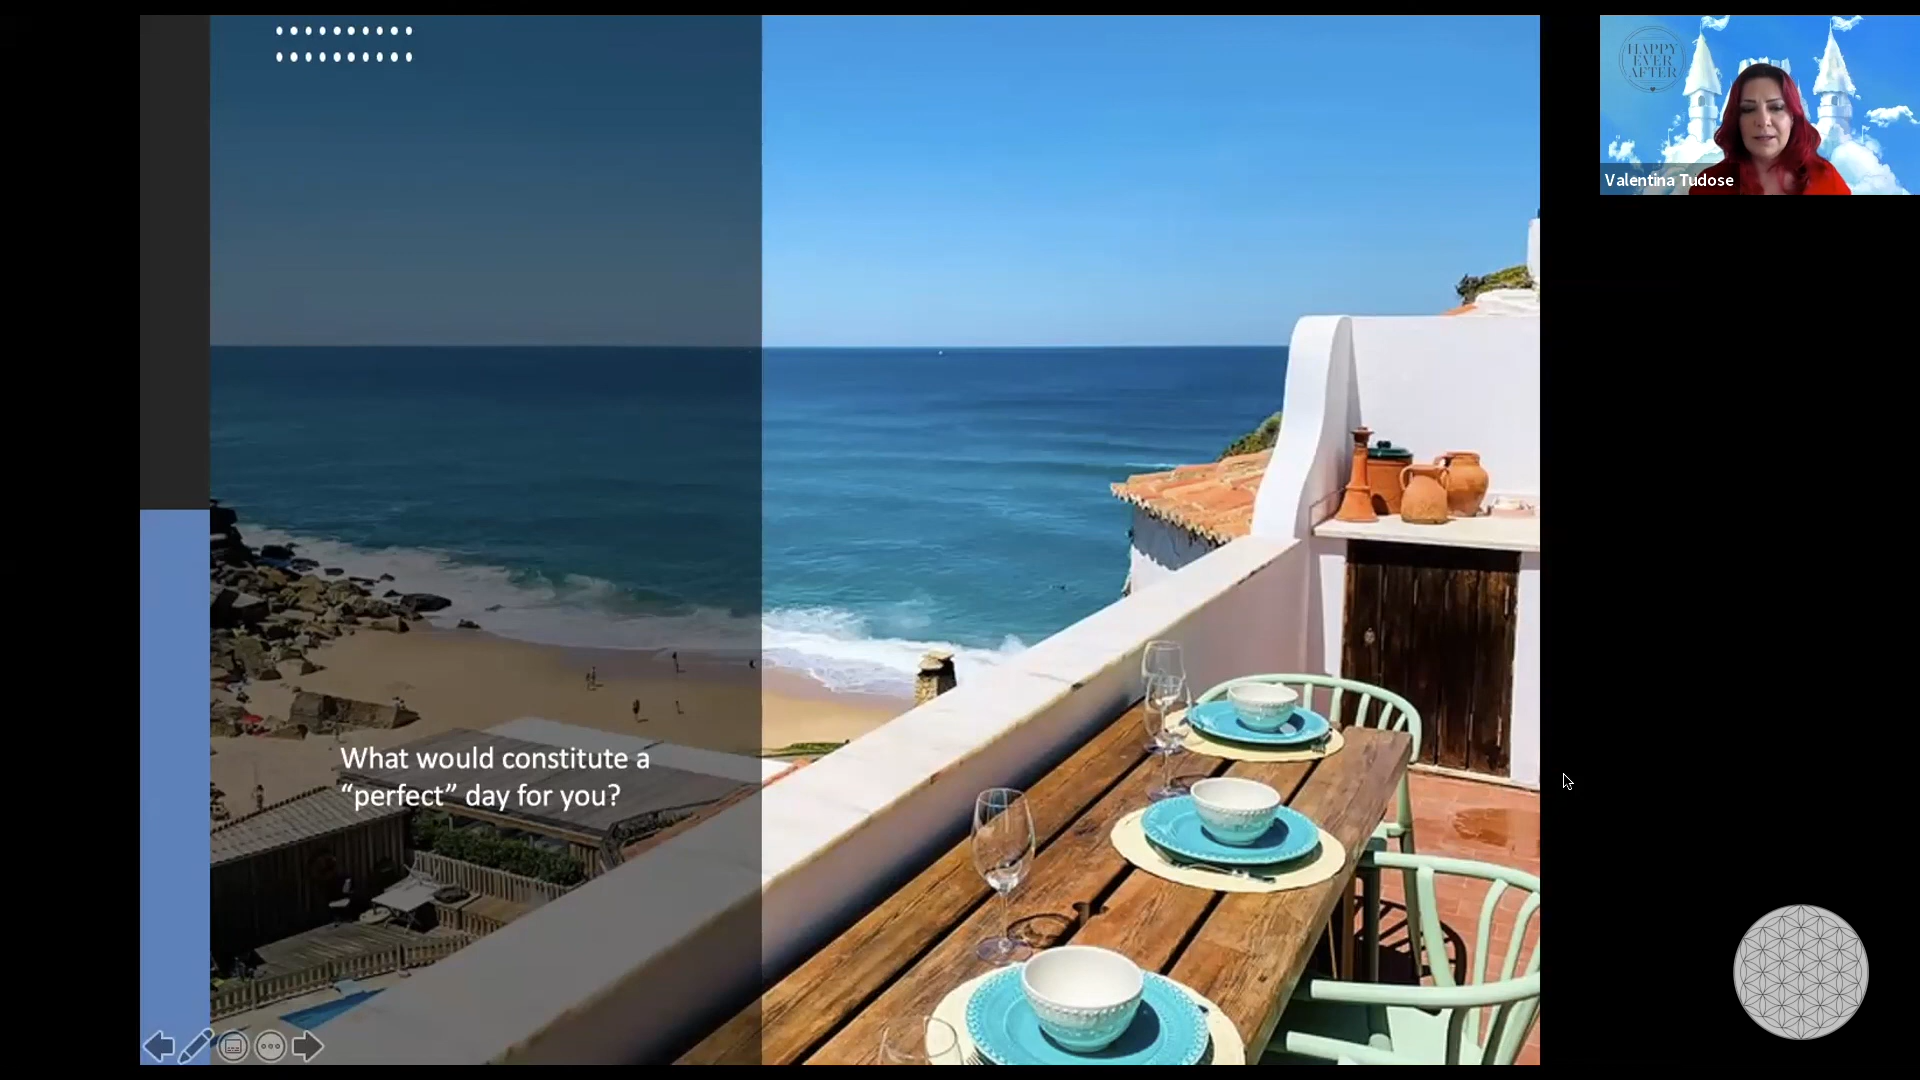 HAPPY
EVER
AFTER
Valentina Tudose
What would constitute a
“perfect” day for you?